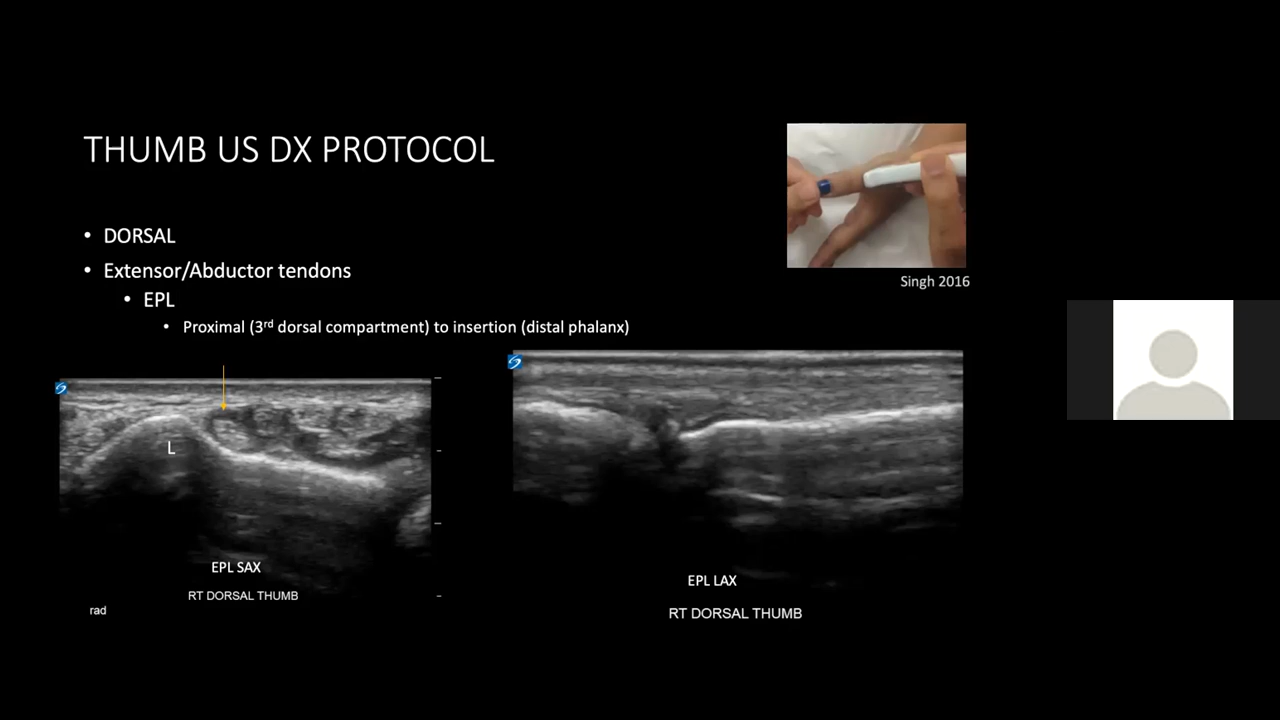 THUMB US DX PROTOCOL
• DORSAL
• Extensor/Abductor tendons
• EPL
• Proximal (3rd dorsal compartment) to insertion (distal phalanx)
Singh 2016
L
EPL SAX
RT DORSAL THUMB
rad
EPL LAX
RT DORSAL THUMB